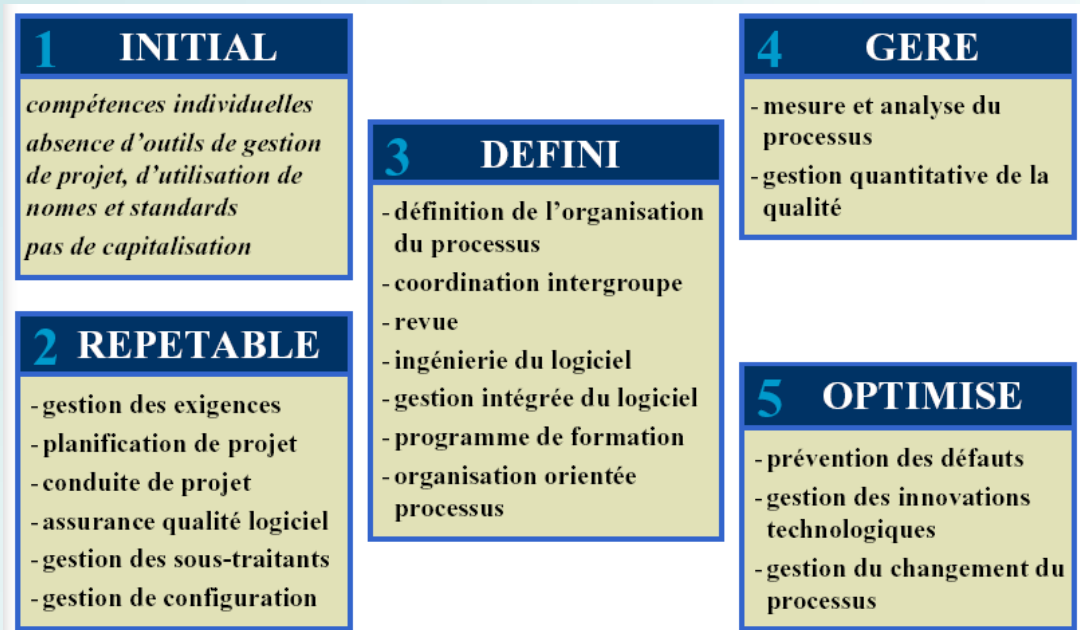 1 INITIAL
compétences individuelles
absence d'outils de gestion
de projet, d'utilisation de
nomes et standards
pas de capitalisation
2 REPETABLE
- gestion des exigences
- planification de projet
- conduite de projet
- assurance qualité logiciel
- gestion des sous-traitants
- gestion de configuration
3 DEFINI
- définition de l'organisation
du processus
- coordination intergroupe
- revue
- ingénierie du logiciel
- gestion intégrée du logiciel
- programme de formation
- organisation orientée
processus
4 GERE
- mesure et analyse du
processus
- gestion quantitative de la
qualité
5 OPTIMISE
- prévention des défauts
- gestion des innovations
technologiques
- gestion du changement du
processus